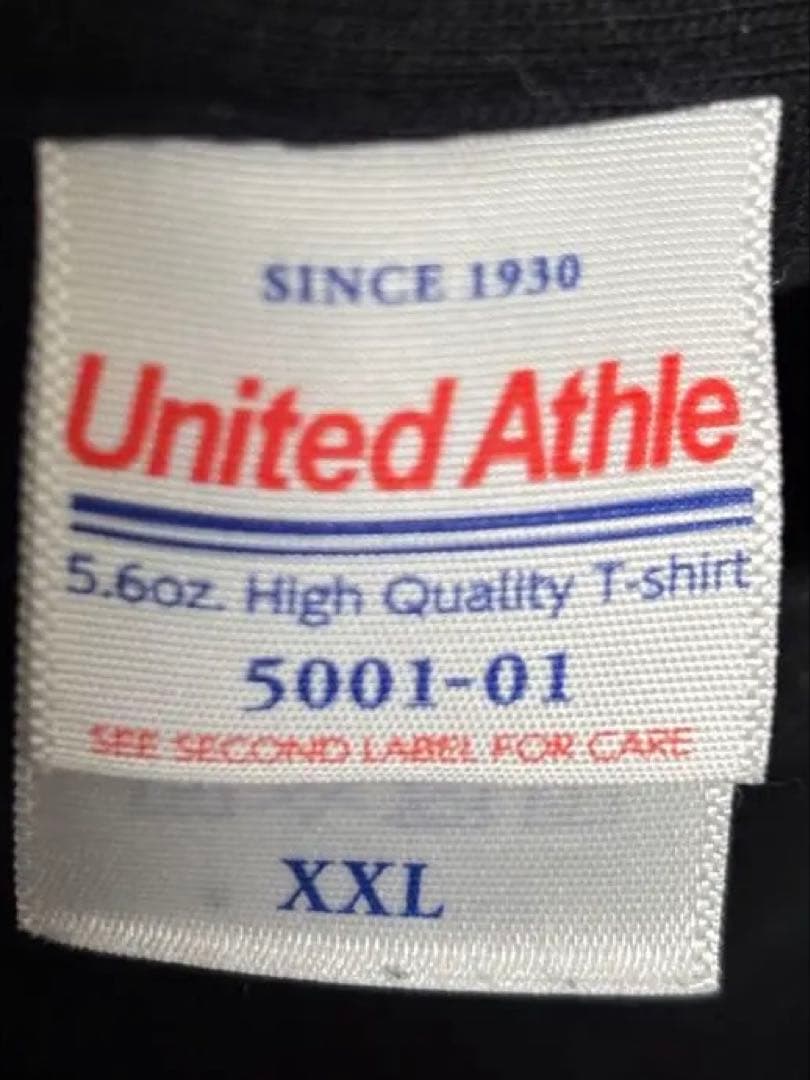 SINCE 1930
United Athle
5.6oz. High Quality T-shirt
5001-01
SEE SECOND LABEL FOR CARE
XXL